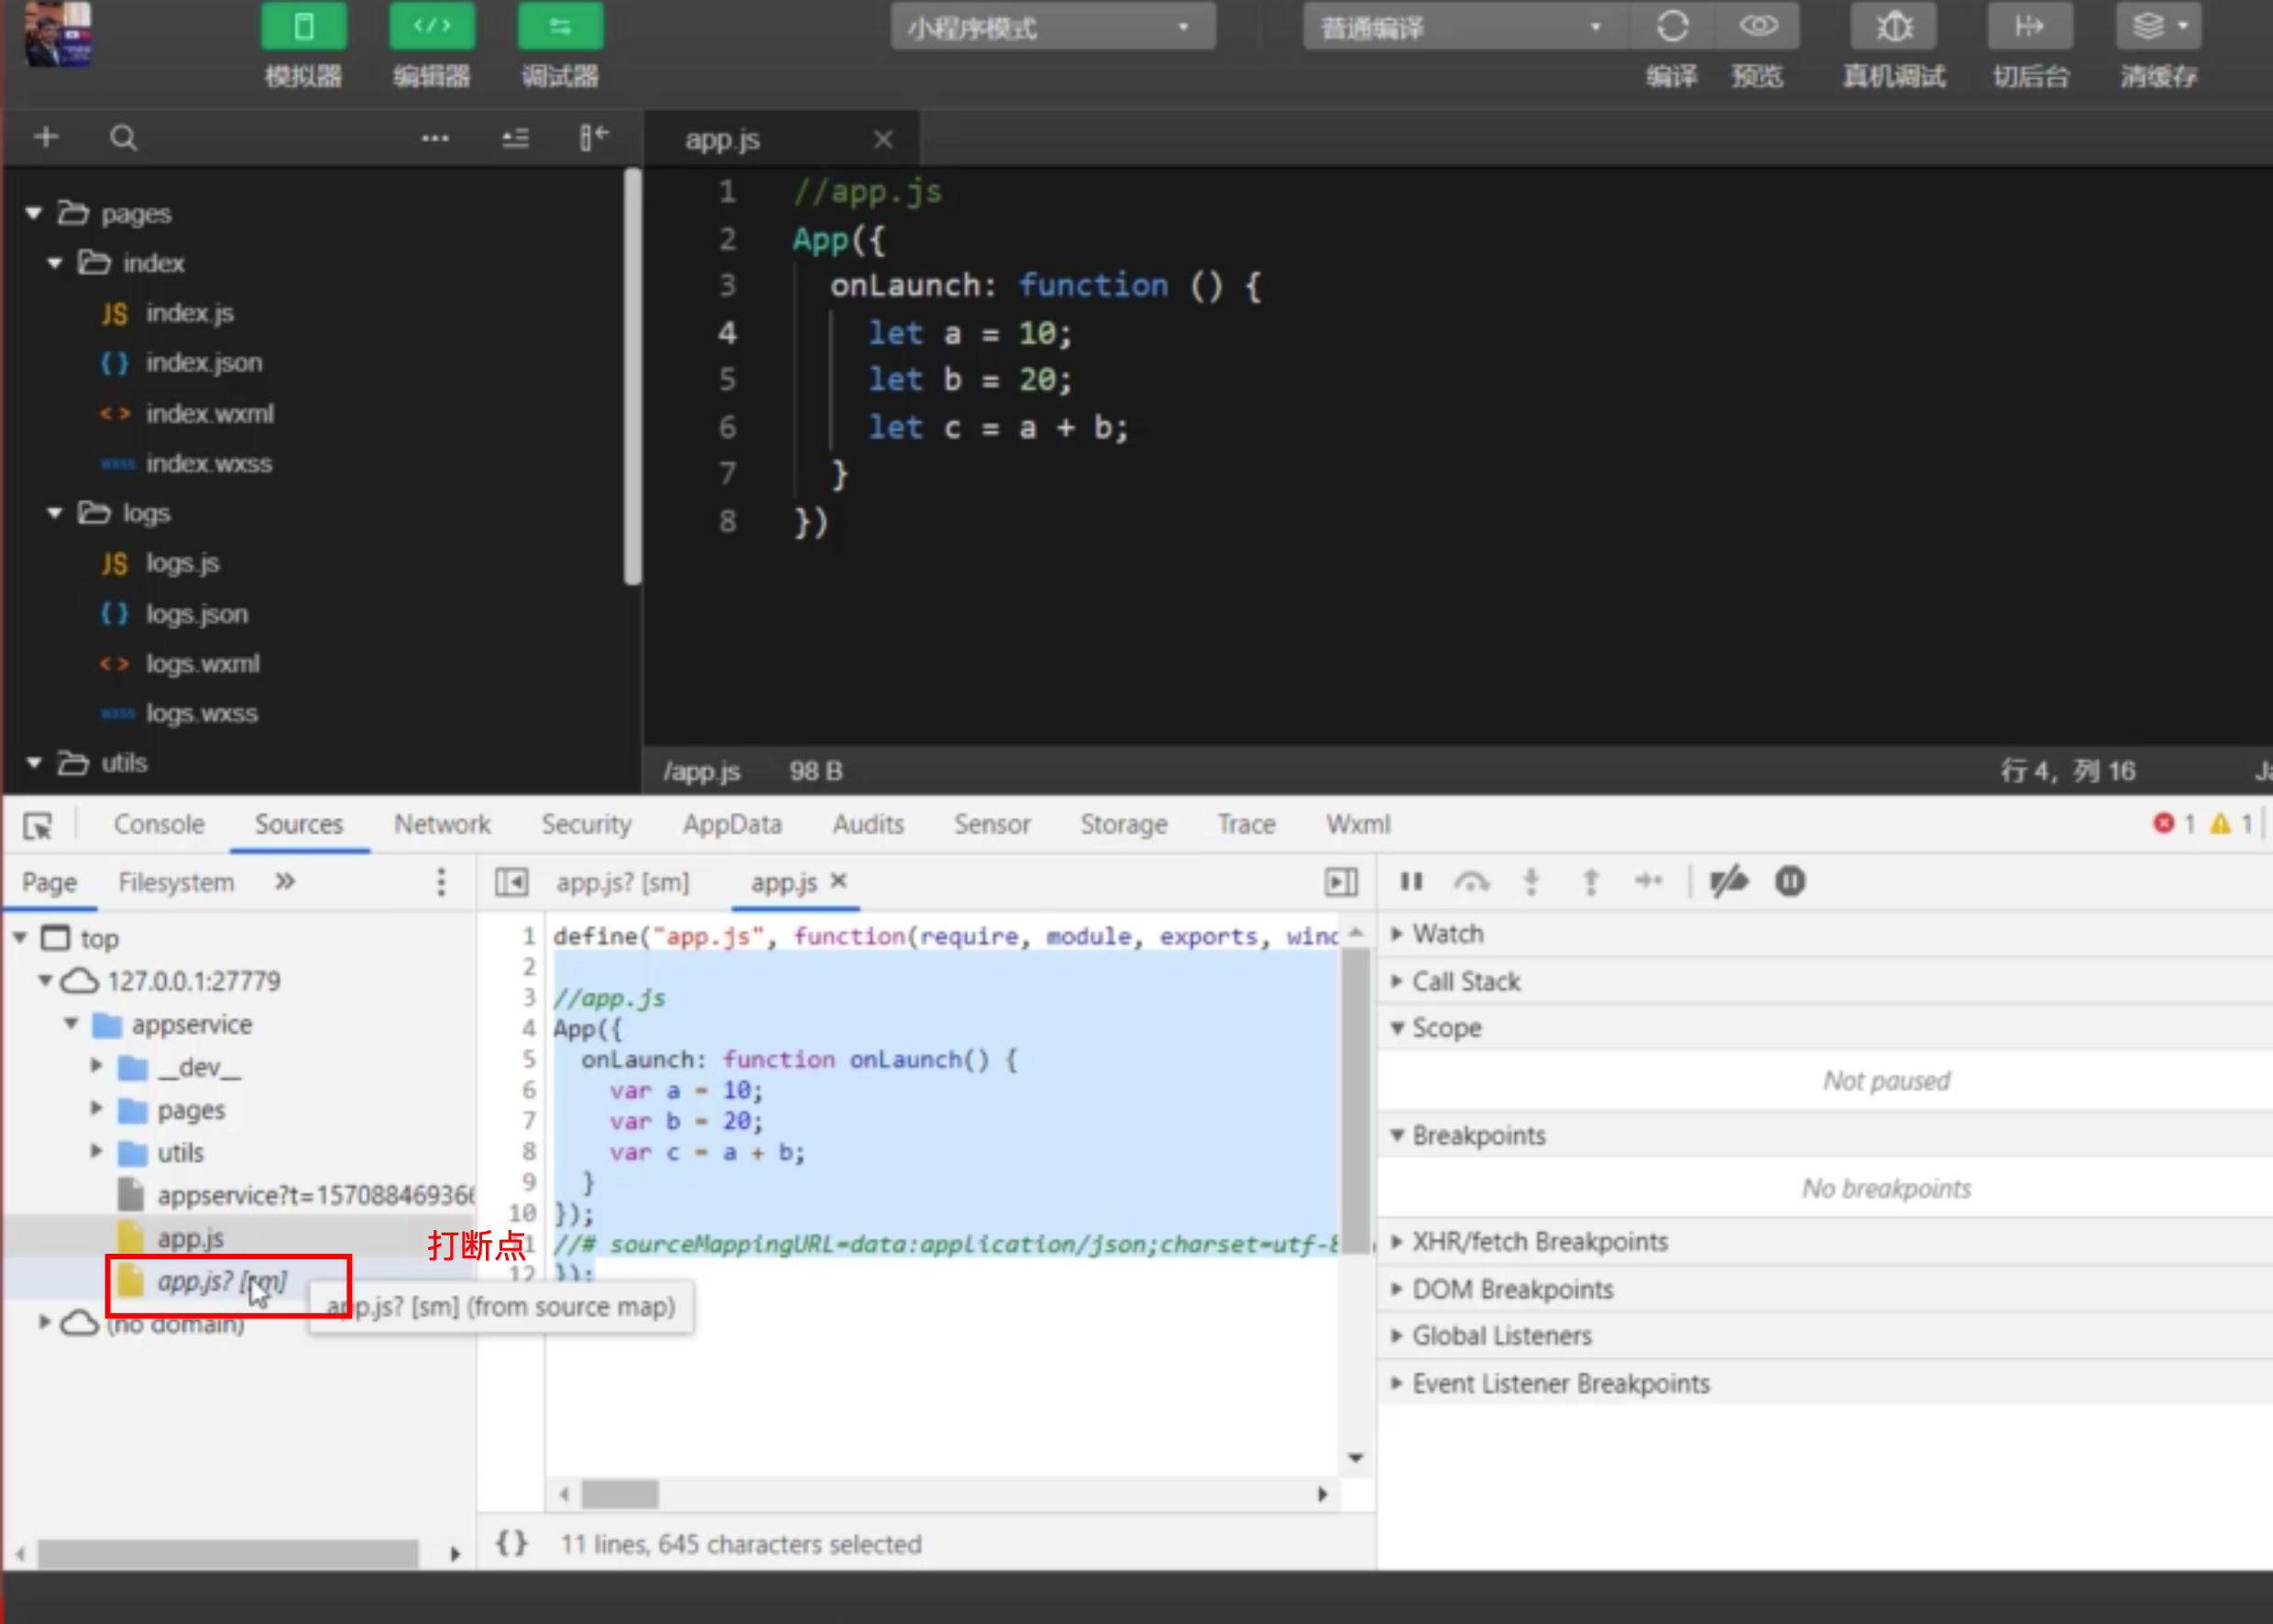 模拟器 编辑器 调试器 小程序模式 普通编译 编译 预览 真机调试 切后台 清缓存
app.js
pages
index
JS index.js
{ } index.json
< > index.wxml
wxss index.wxss
logs
JS logs.js
{ } logs.json
< > logs.wxml
wxss logs.wxss
utils
1 //app.js
2 App({
3 onLaunch: function () {
4 let a = 10;
5 let b = 20;
6 let c = a + b;
7 }
8 })
/app.js 98 B 行 4，列 16
Console Sources Network Security AppData Audits Sensor Storage Trace Wxml 1 1
Page Filesystem »
top
127.0.0.1:27779
appservice
__dev__
pages
utils
appservice?t=157088469366
app.js
app.js? [sm]
(no domain)
打断点
app.js? [sm] (from source map)
app.js? [sm] app.js
1 define("app.js", function(require, module, exports, wind
2
3 //app.js
4 App({
5 onLaunch: function onLaunch() {
6 var a = 10;
7 var b = 20;
8 var c = a + b;
9 }
10 });
11 //# sourceMappingURL=data:application/json;charset=utf-8
12 });
{ } 11 lines, 645 characters selected
Watch
Call Stack
Scope
Not paused
Breakpoints
No breakpoints
XHR/fetch Breakpoints
DOM Breakpoints
Global Listeners
Event Listener Breakpoints